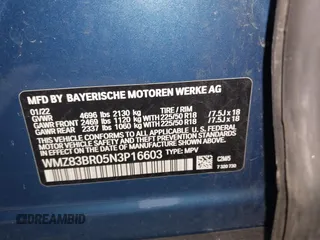 MFD BY BAYERISCHE MOTOREN WERKE AG
01/22 TIRE / RIM
GVWR 4696 lbs 2130 kg
GAWR FRONT 2469 lbs 1120 kg WITH 225/50 R18 /7.5J x 18
GAWR REAR 2337 lbs 1060 kg WITH 225/50 R18 /7.5J x 18
THIS VEHICLE CONFORMS TO ALL APPLICABLE
U.S. FEDERAL MOTOR VEHICLE SAFETY, BUMPER,
AND THEFT PREVENTION STANDARDS IN EFFECT ON
THE DATE OF MANUFACTURE SHOWN ABOVE.
WMZ83BR05N3P16603 TYPE: MPV
DREAMBID